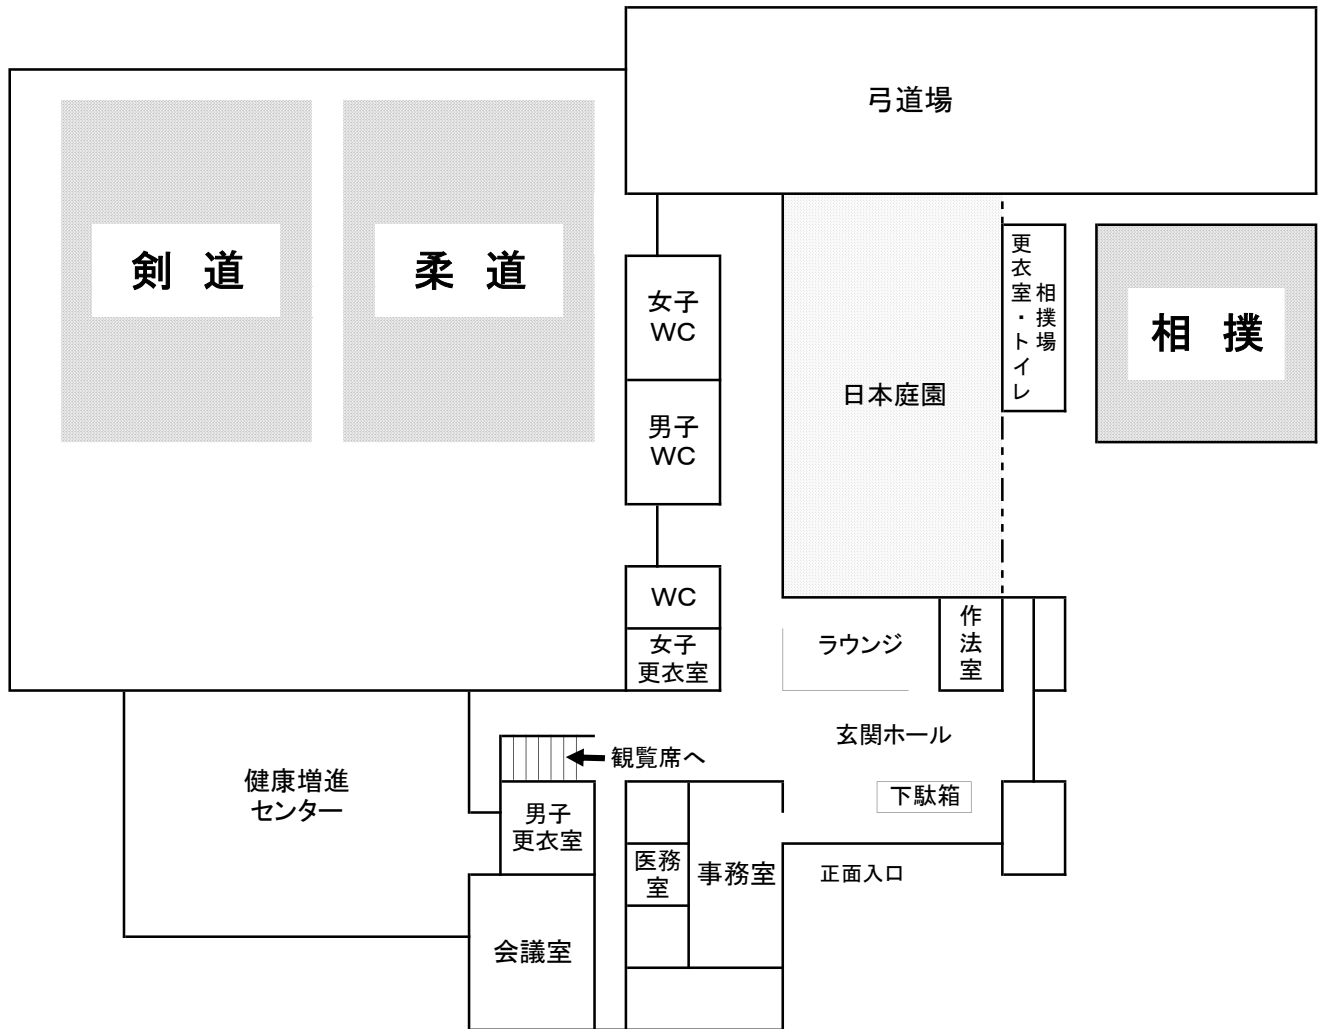 弓道場
剣 道
柔 道
相 撲
女子
WC
男子
WC
日本庭園
相撲場
更衣室・トイレ
WC
女子
更衣室
ラウンジ
作法室
玄関ホール
観覧席へ
下駄箱
健康増進
センター
男子
更衣室
医務
室
事務室
正面入口
会議室